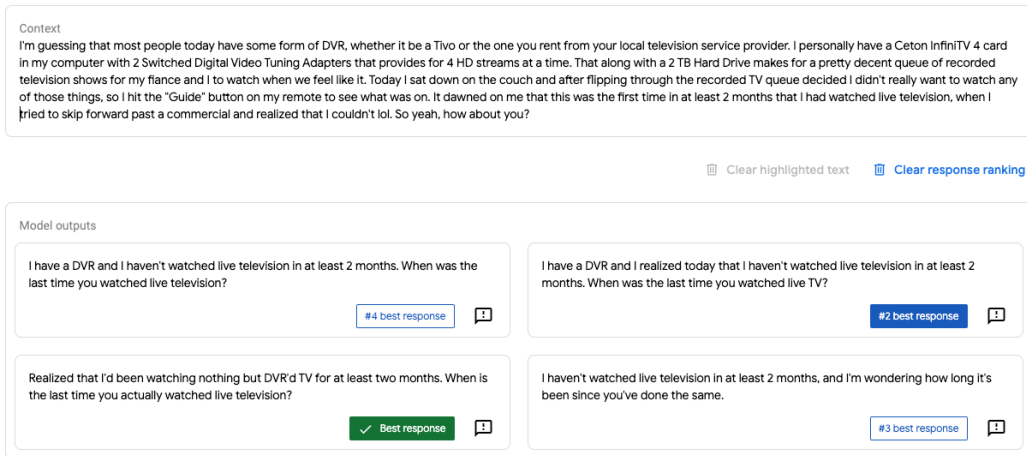 Context
I'm guessing that most people today have some form of DVR, whether it be a Tivo or the one you rent from your local television service provider. I personally have a Ceton InfiniTV 4 card
in my computer with 2 Switched Digital Video Tuning Adapters that provides for 4 HD streams at a time. That along with a 2 TB Hard Drive makes for a pretty decent queue of recorded
television shows for my fiance and I to watch when we feel like it. Today I sat down on the couch and after flipping through the recorded TV queue decided I didn't really want to watch any
of those things, so I hit the "Guide" button on my remote to see what was on. It dawned on me that this was the first time in at least 2 months that I had watched live television, when I
tried to skip forward past a commercial and realized that I couldn't lol. So yeah, how about you?
Clear highlighted text
Clear response ranking
Model outputs
I have a DVR and I haven't watched live television in at least 2 months. When was the
last time you watched live television?
#4 best response
I have a DVR and I realized today that I haven't watched live television in at least 2
months. When was the last time you watched live TV?
#2 best response
Realized that I'd been watching nothing but DVR'd TV for at least two months. When is
the last time you actually watched live television?
Best response
I haven't watched live television in at least 2 months, and I'm wondering how long it's
been since you've done the same.
#3 best response